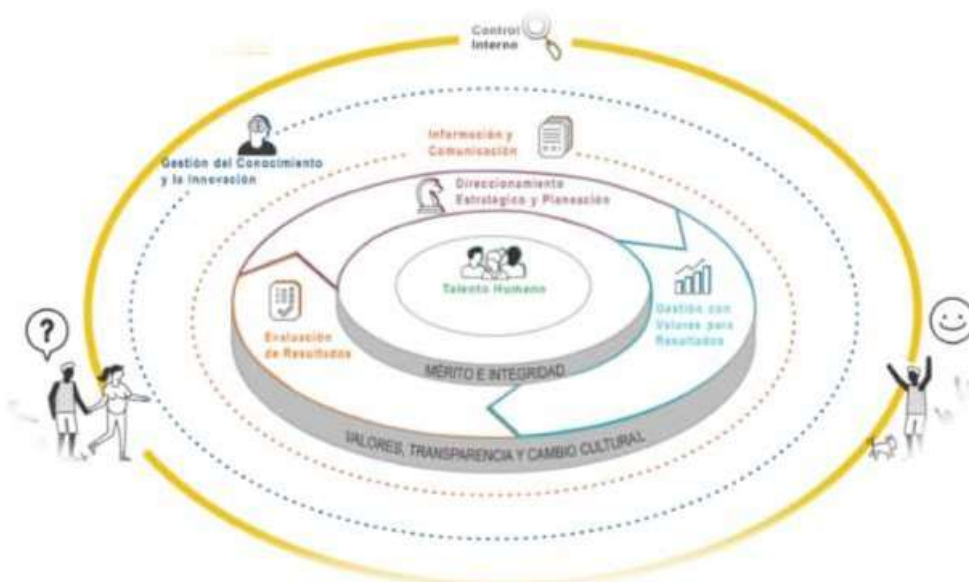 Control
Interno
Información y
Comunicación
Gestión del Conocimiento
y la Innovación
Direccionamiento
Estratégico y Planeación
Talento Humano
Gestión con
Valores para
Resultados
Evaluación
de Resultados
MÉRITO E INTEGRIDAD
?
VALORES, TRANSPARENCIA Y CAMBIO CULTURAL